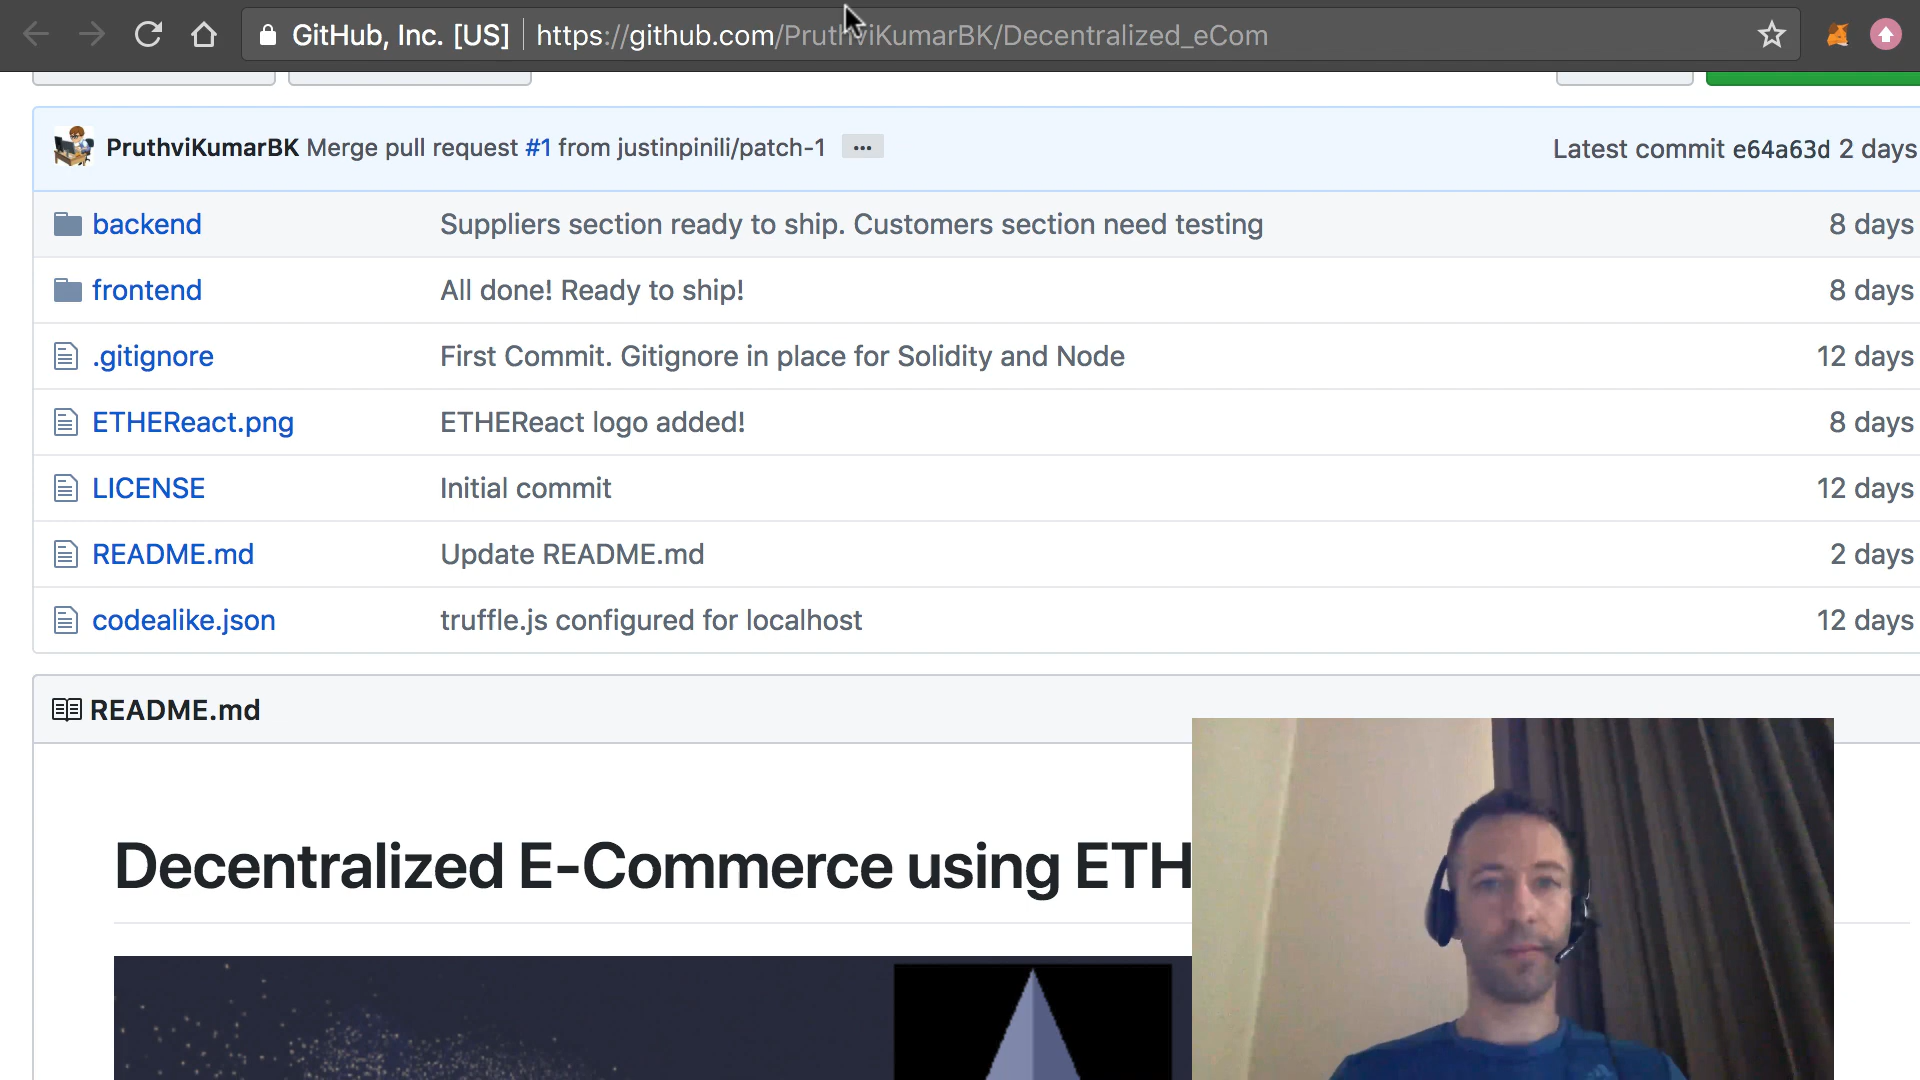 GitHub, Inc. [US] https://github.com/PruthviKumarBK/Decentralized_eCom
PruthviKumarBK Merge pull request #1 from justinpinili/patch-1 ... Latest commit e64a63d 2 days
backend Suppliers section ready to ship. Customers section need testing 8 days
frontend All done! Ready to ship! 8 days
.gitignore First Commit. Gitignore in place for Solidity and Node 12 days
ETHEReact.png ETHEReact logo added! 8 days
LICENSE Initial commit 12 days
README.md Update README.md 2 days
codealike.json truffle.js configured for localhost 12 days
README.md
Decentralized E-Commerce using ETH